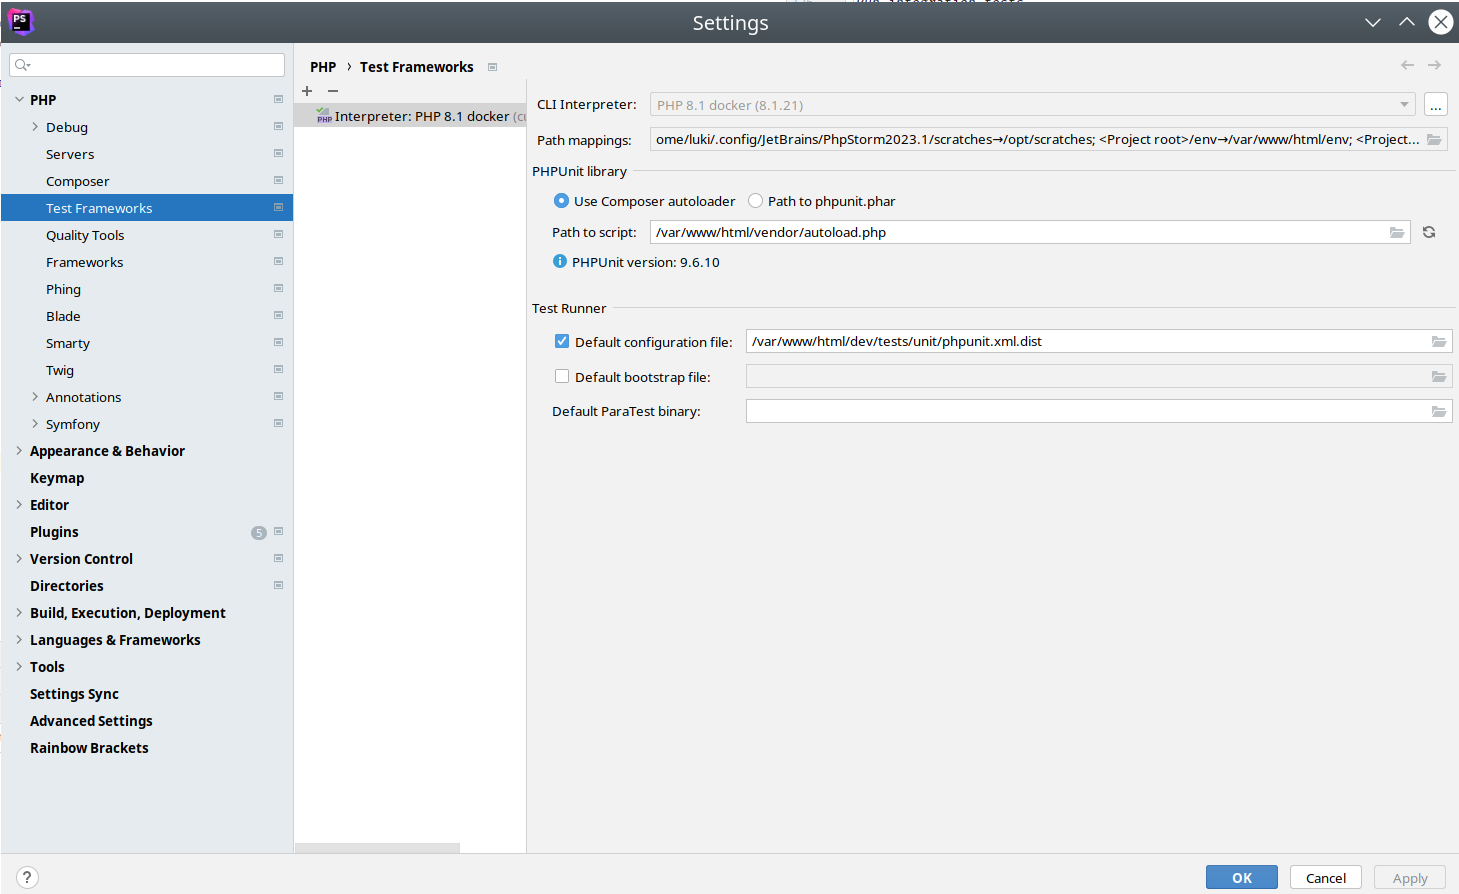 Settings
PHP
Debug
Servers
Composer
Test Frameworks
Quality Tools
Frameworks
Phing
Blade
Smarty
Twig
Annotations
Symfony
Appearance & Behavior
Keymap
Editor
Plugins 5
Version Control
Directories
Build, Execution, Deployment
Languages & Frameworks
Tools
Settings Sync
Advanced Settings
Rainbow Brackets
PHP › Test Frameworks
Interpreter: PHP 8.1 docker
CLI Interpreter: PHP 8.1 docker (8.1.21) ...
Path mappings: ome/luki/.config/JetBrains/PhpStorm2023.1/scratches→/opt/scratches; <Project root>/env→/var/www/html/env; <Project...
PHPUnit library
Use Composer autoloader Path to phpunit.phar
Path to script: /var/www/html/vendor/autoload.php
PHPUnit version: 9.6.10
Test Runner
Default configuration file: /var/www/html/dev/tests/unit/phpunit.xml.dist
Default bootstrap file:
Default ParaTest binary:
? OK Cancel Apply